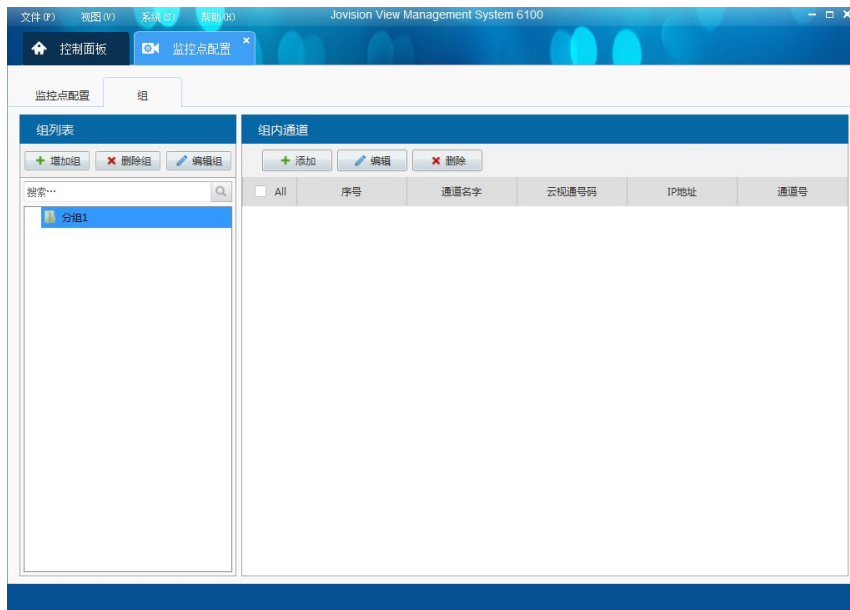 文件(F) 视图(V) 系统(S) 帮助(H) Jovision View Management System 6100
控制面板 监控点配置
监控点配置 组
组列表 组内通道
增加组 删除组 编辑组 添加 编辑 删除
搜索… All 序号 通道名字 云视通号码 IP地址 通道号
分组1